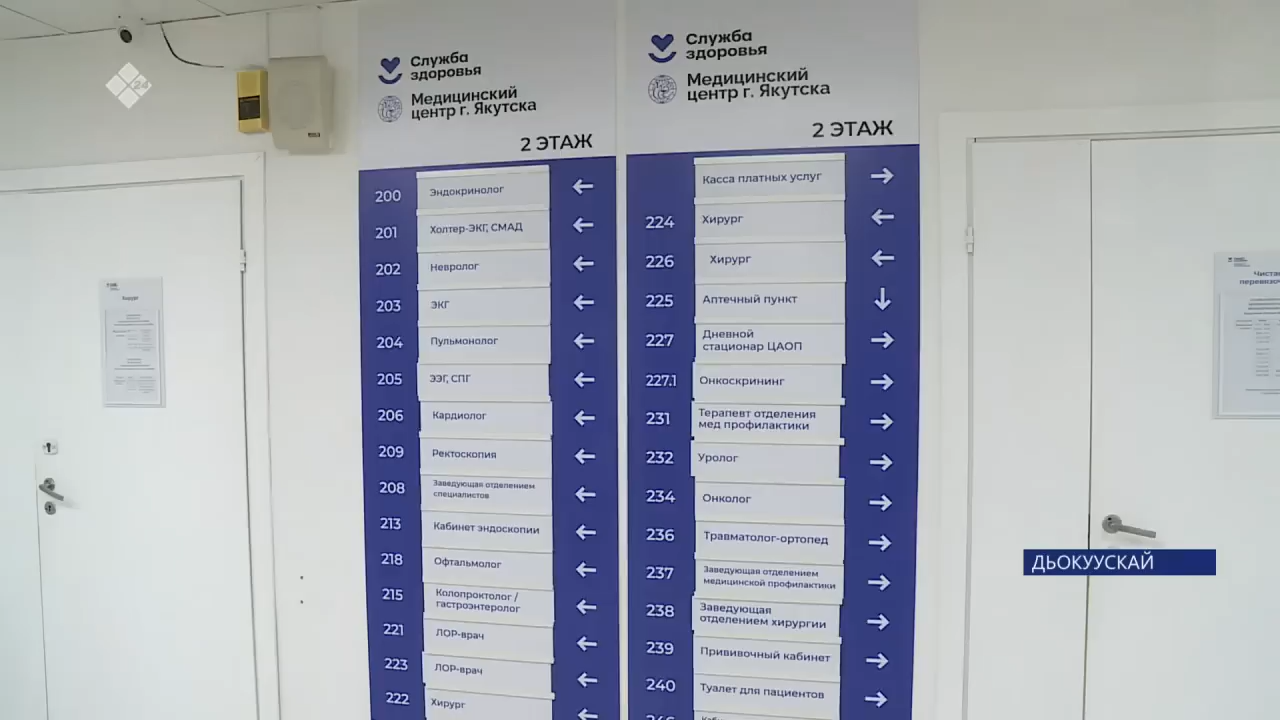 24
Служба
здоровья
Медицинский
центр г. Якутска
2 ЭТАЖ
200 Эндокринолог ←
201 Холтер-ЭКГ, СМАД ←
202 Невролог ←
203 ЭКГ ←
204 Пульмонолог ←
205 ЭЭГ, СПГ ←
206 Кардиолог ←
209 Ректоскопия ←
208 Заведующая отделением
специалистов ←
213 Кабинет эндоскопии ←
218 Офтальмолог ←
215 Колопроктолог /
гастроэнтеролог ←
221 ЛОР-врач ←
223 ЛОР-врач ←
222 Хирург ←
Служба
здоровья
Медицинский
центр г. Якутска
2 ЭТАЖ
Касса платных услуг →
224 Хирург ←
226 Хирург ←
225 Аптечный пункт ↓
227 Дневной
стационар ЦАОП →
227.1 Онкоскрининг →
231 Терапевт отделения
мед профилактики →
232 Уролог →
234 Онколог →
236 Травматолог-ортопед →
237 Заведующая отделением
медицинской профилактики →
238 Заведующая
отделением хирургии →
239 Прививочный кабинет →
240 Туалет для пациентов →
Хирург
ДЬОКУУСКАЙ